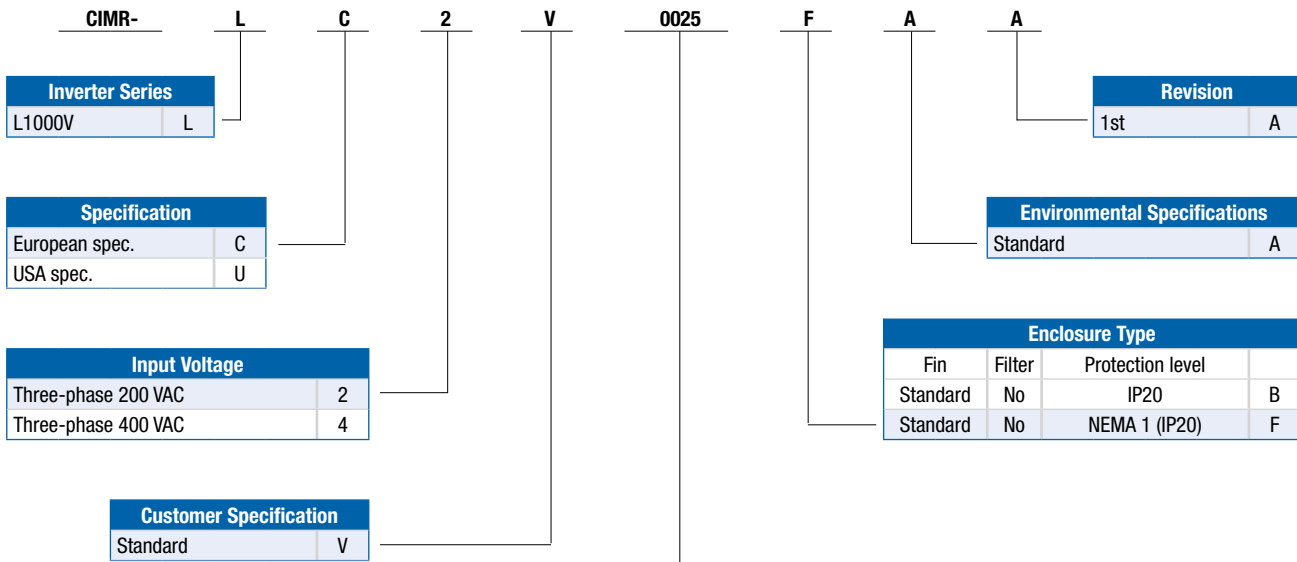 CIMR- L C 2 V 0025 F A A
Inverter Series
L1000V L
Revision
1st A
Specification
European spec. C
USA spec. U
Environmental Specifications
Standard A
Input Voltage
Three-phase 200 VAC 2
Three-phase 400 VAC 4
Enclosure Type
Fin Filter Protection level
Standard No IP20 B
Standard No NEMA 1 (IP20) F
Customer Specification
Standard V